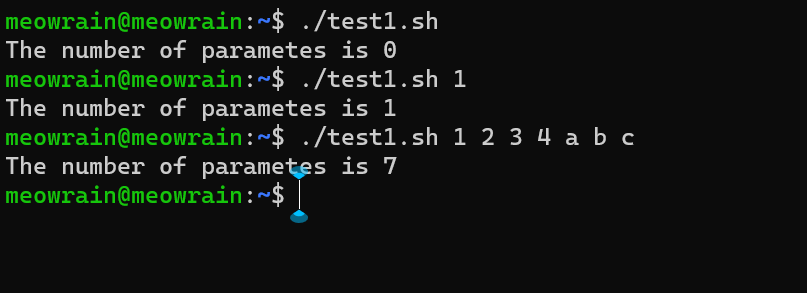 meowrain@meowrain:~$ ./test1.sh
The number of parametes is 0
meowrain@meowrain:~$ ./test1.sh 1
The number of parametes is 1
meowrain@meowrain:~$ ./test1.sh 1 2 3 4 a b c
The number of parametes is 7
meowrain@meowrain:~$